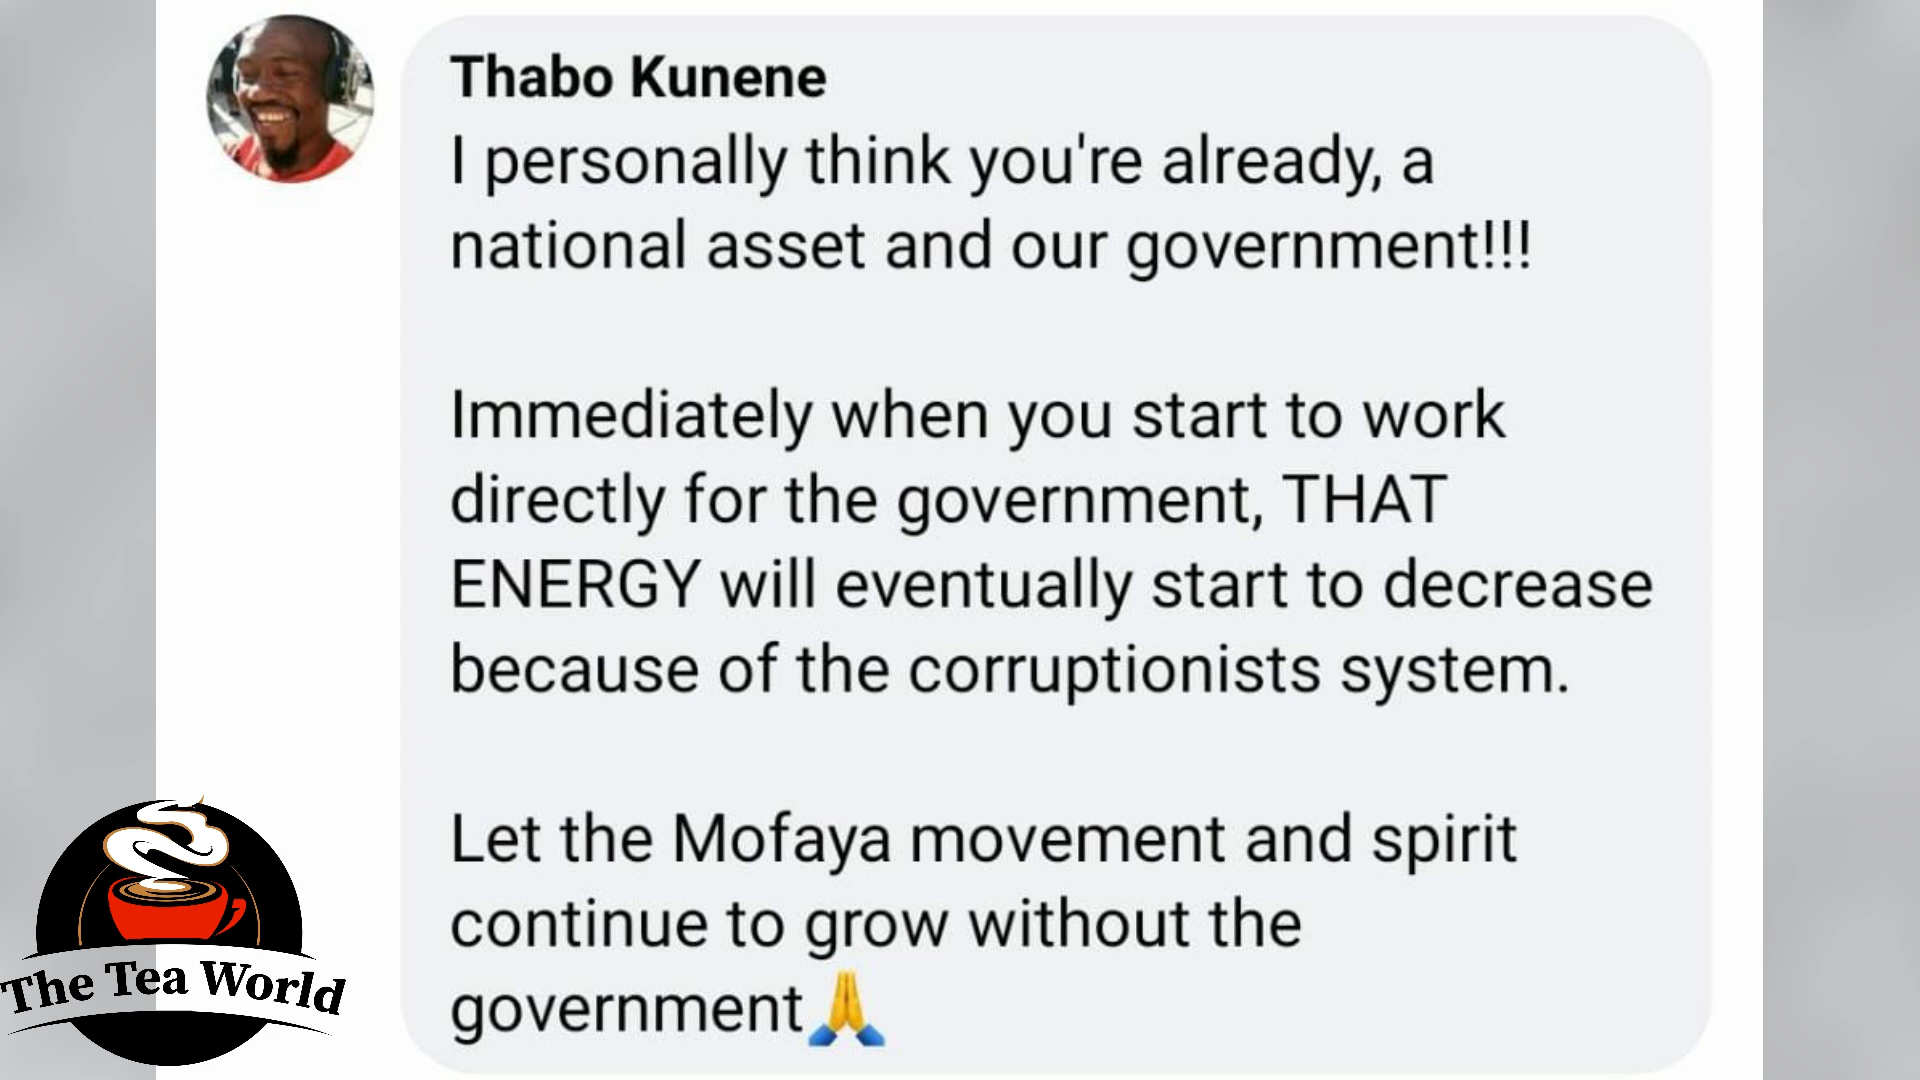 Thabo Kunene
I personally think you're already, a
national asset and our government!!!
Immediately when you start to work
directly for the government, THAT
ENERGY will eventually start to decrease
because of the corruptionists system.
Let the Mofaya movement and spirit
continue to grow without the
government🙏
The Tea World